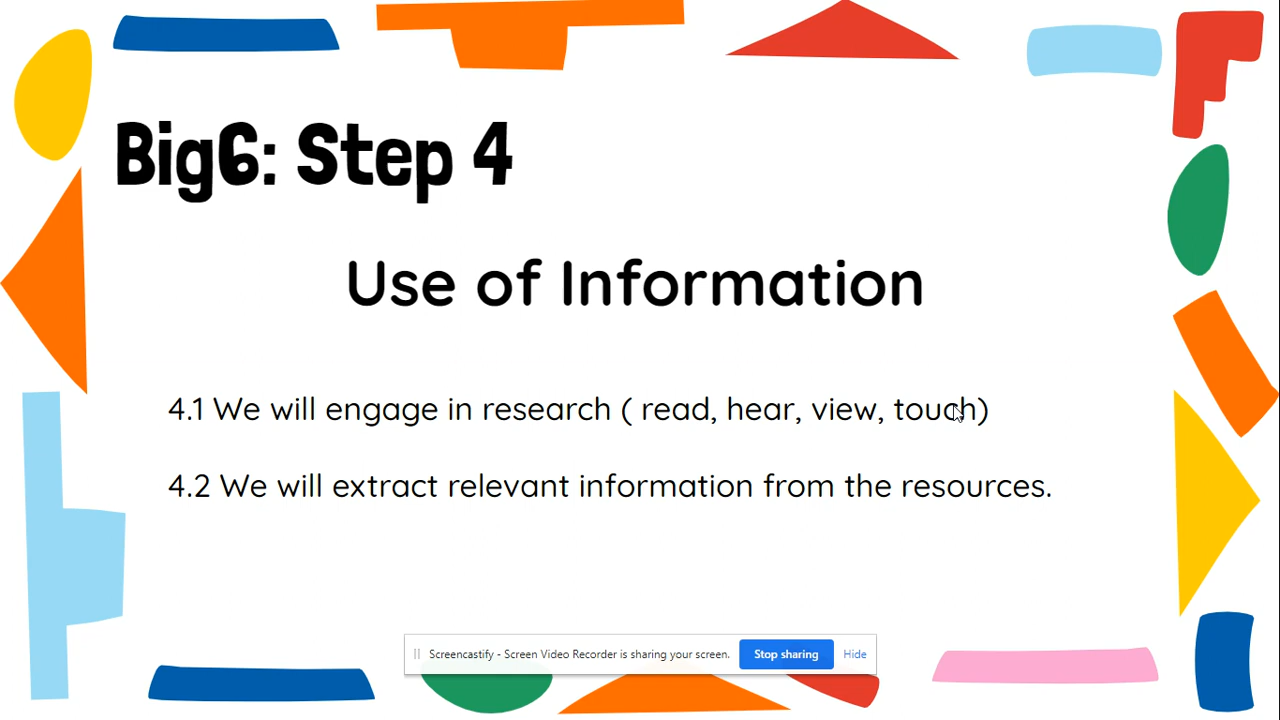 Big6: Step 4
Use of Information
4.1 We will engage in research ( read, hear, view, touch)
4.2 We will extract relevant information from the resources.
Screencastify - Screen Video Recorder is sharing your screen. Stop sharing Hide